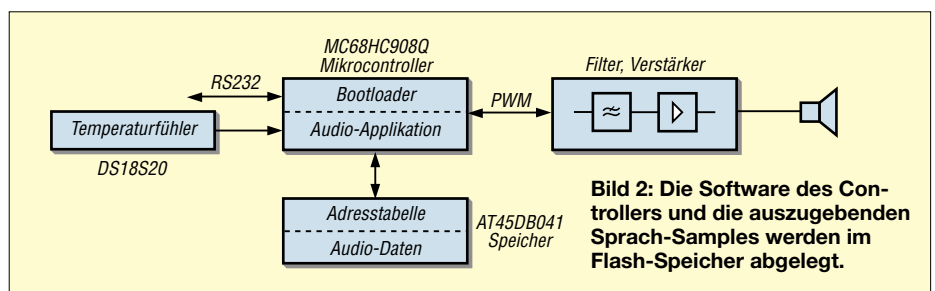 MC68HC908Q
Mikrocontroller
Filter, Verstärker
RS232
Bootloader
PWM
Temperaturfühler
Audio-Applikation
≈
DS18S20
Adresstabelle
AT45DB041
Audio-Daten
Speicher
Bild 2: Die Software des Con-
trollers und die auszugebenden
Sprach-Samples werden im
Flash-Speicher abgelegt.